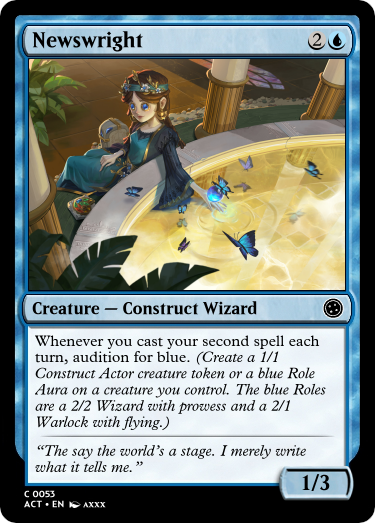 Newswright 2
Creature — Construct Wizard
Whenever you cast your second spell each
turn, audition for blue. (Create a 1/1
Construct Actor creature token or a blue Role
Aura on a creature you control. The blue Roles
are a 2/2 Wizard with prowess and a 2/1
Warlock with flying.)
“The say the world’s a stage. I merely write
what it tells me.”
1/3
C 0053
ACT • EN AXXX